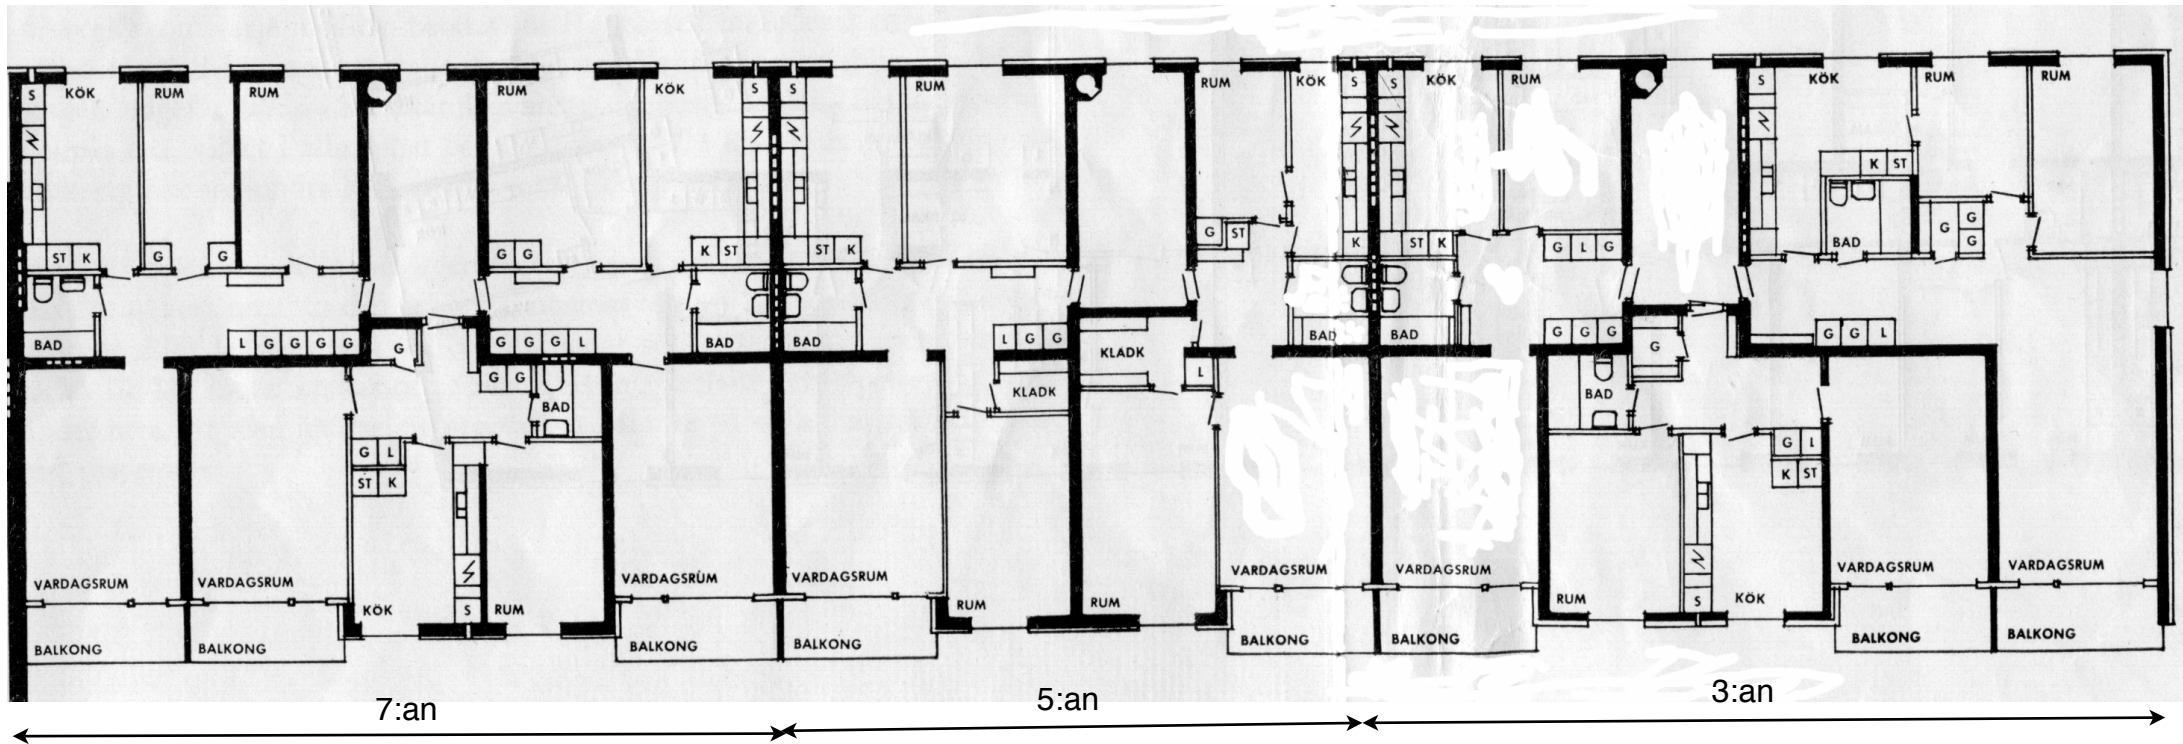 S KÖK RUM RUM RUM KÖK S S RUM RUM KÖK S S KÖK RUM S KÖK RUM RUM
K ST
ST K G G G G K ST ST K G ST K ST K G L G BAD G G G
BAD L G G G G G G G G L BAD BAD L G G KLADK BAD BAD G G G G G G L
G G BAD KLADK L BAD
G L G L
ST K K ST
VARDAGSRUM VARDAGSRUM VARDAGSRUM VARDAGSRUM VARDAGSRUM VARDAGSRUM VARDAGSRUM VARDAGSRUM
KÖK S RUM RUM RUM RUM S KÖK
BALKONG BALKONG BALKONG BALKONG BALKONG BALKONG BALKONG BALKONG
7:an 5:an 3:an